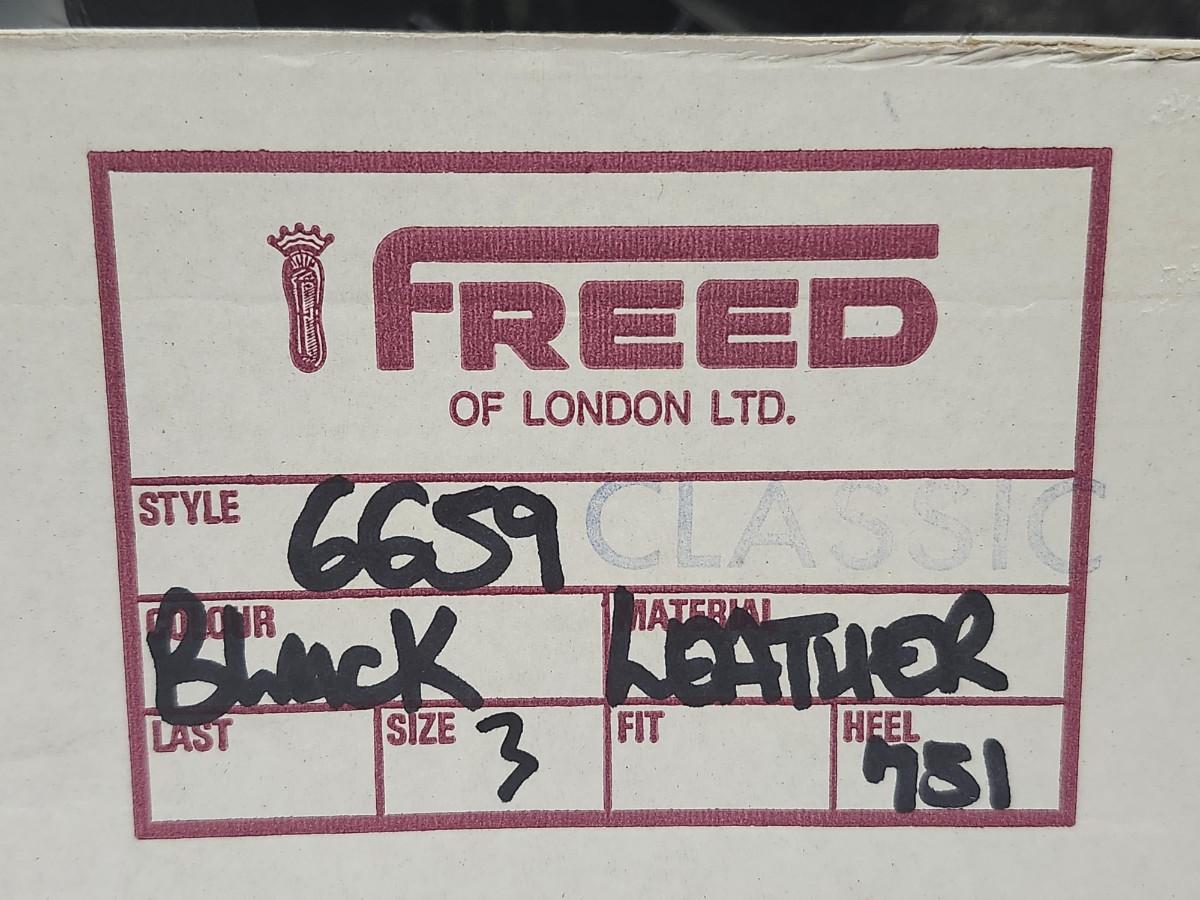 FREED
OF LONDON LTD.
STYLE 6659 CLASSIC
COLOUR BLACK MATERIAL LEATHER
LAST SIZE 3 FIT HEEL 751